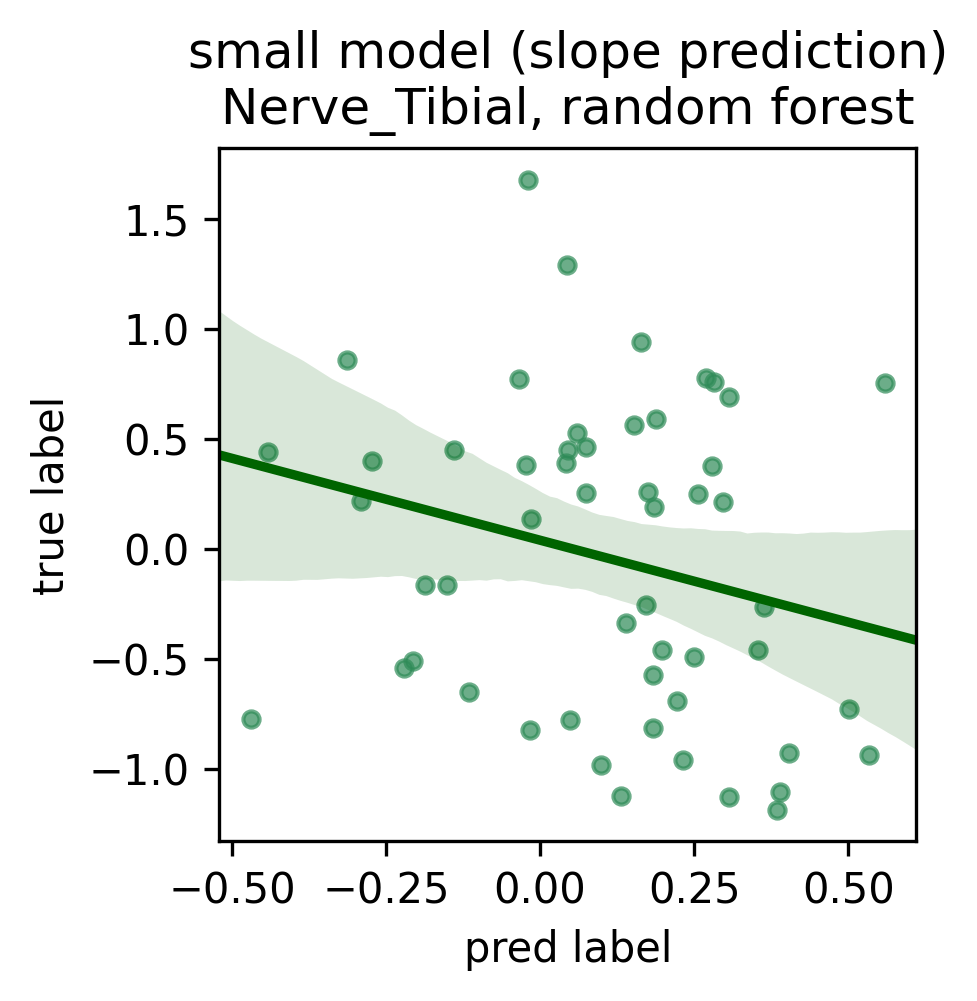 small model (slope prediction)
Nerve_Tibial, random forest
1.5
1.0
0.5
0.0
−0.5
−1.0
true label
−0.50 −0.25 0.00 0.25 0.50
pred label